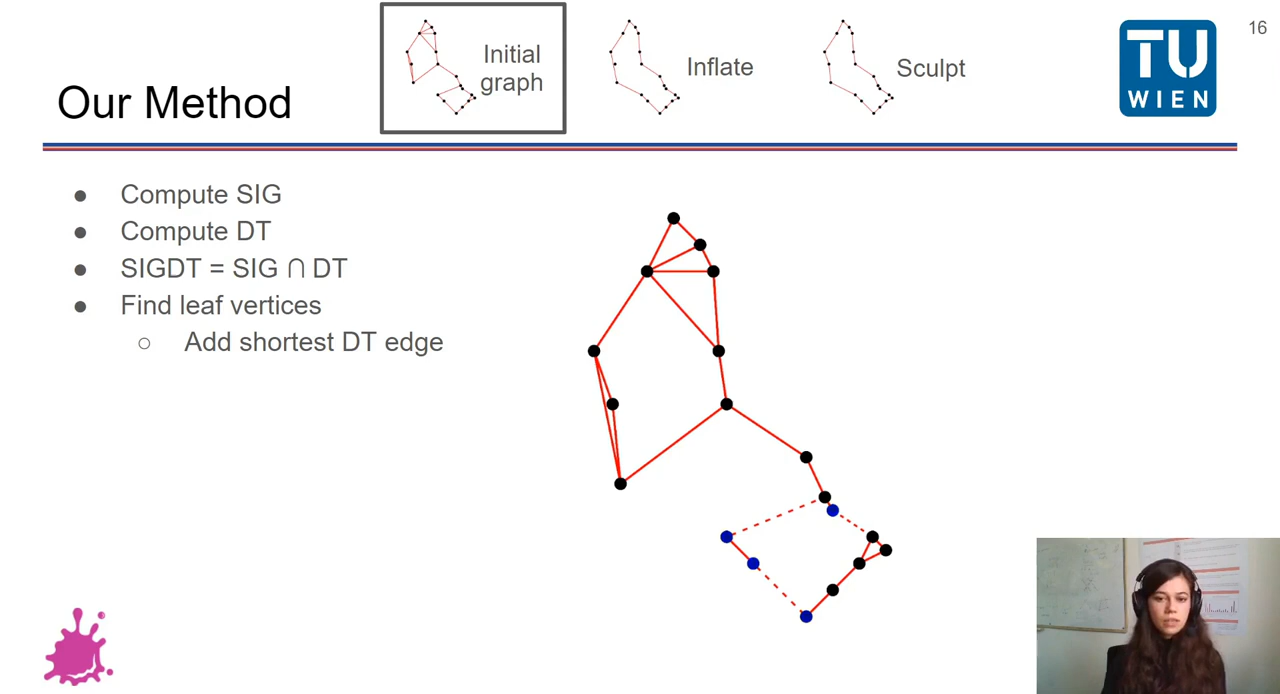 16
Initial
graph
Inflate
Sculpt
TU
WIEN
Our Method
● Compute SIG
● Compute DT
● SIGDT = SIG ∩ DT
● Find leaf vertices
○ Add shortest DT edge